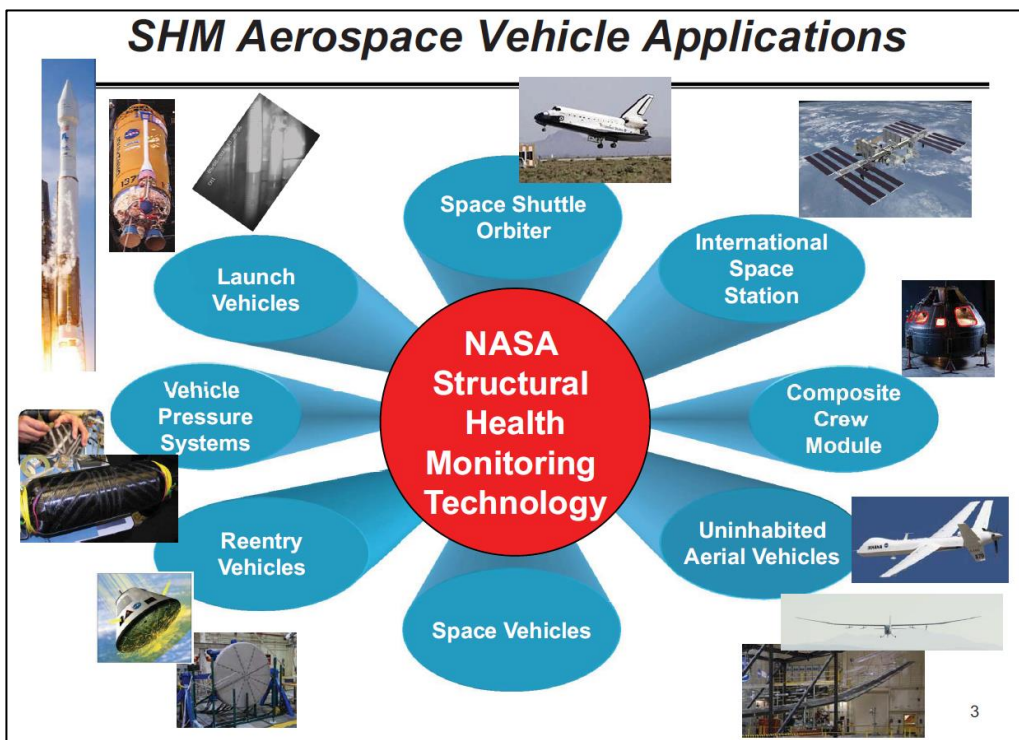 SHM Aerospace Vehicle Applications
137
Space Shuttle
Orbiter
International
Space
Station
Launch
Vehicles
NASA
Structural
Health
Monitoring
Technology
Vehicle
Pressure
Systems
Composite
Crew
Module
Reentry
Vehicles
Uninhabited
Aerial Vehicles
Space Vehicles
3